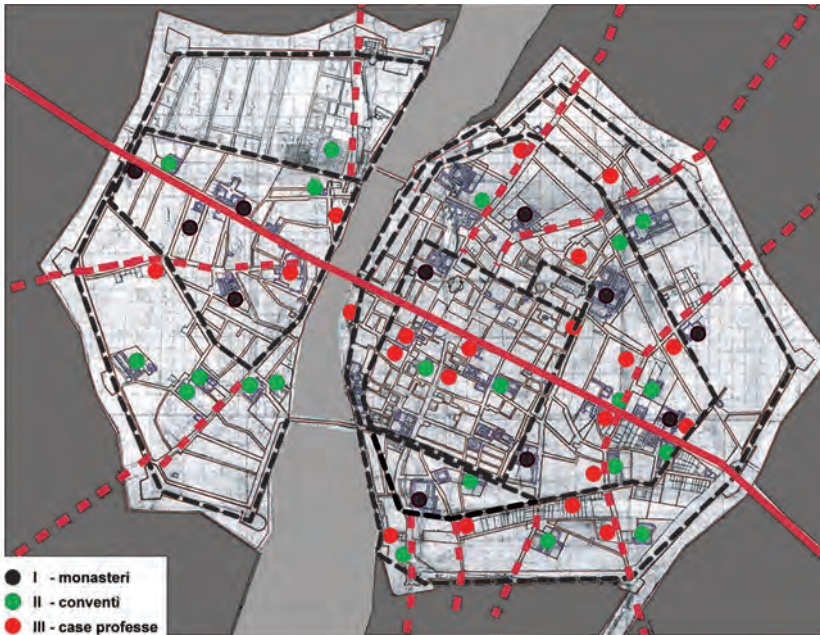 I - monasteri
II - conventi
III - case professe